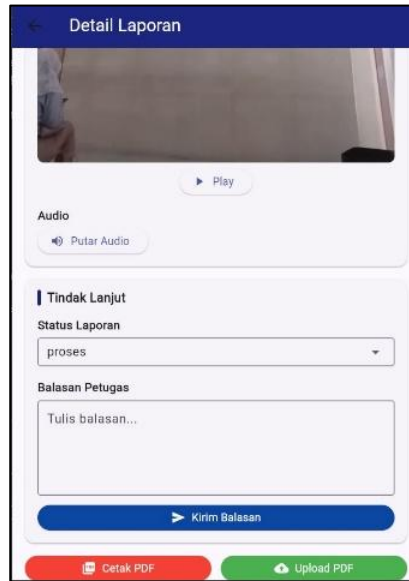 Detail Laporan
Play
Audio
Putar Audio
Tindak Lanjut
Status Laporan
proses
Balasan Petugas
Tulis balasan...
Kirim Balasan
Cetak PDF
Upload PDF